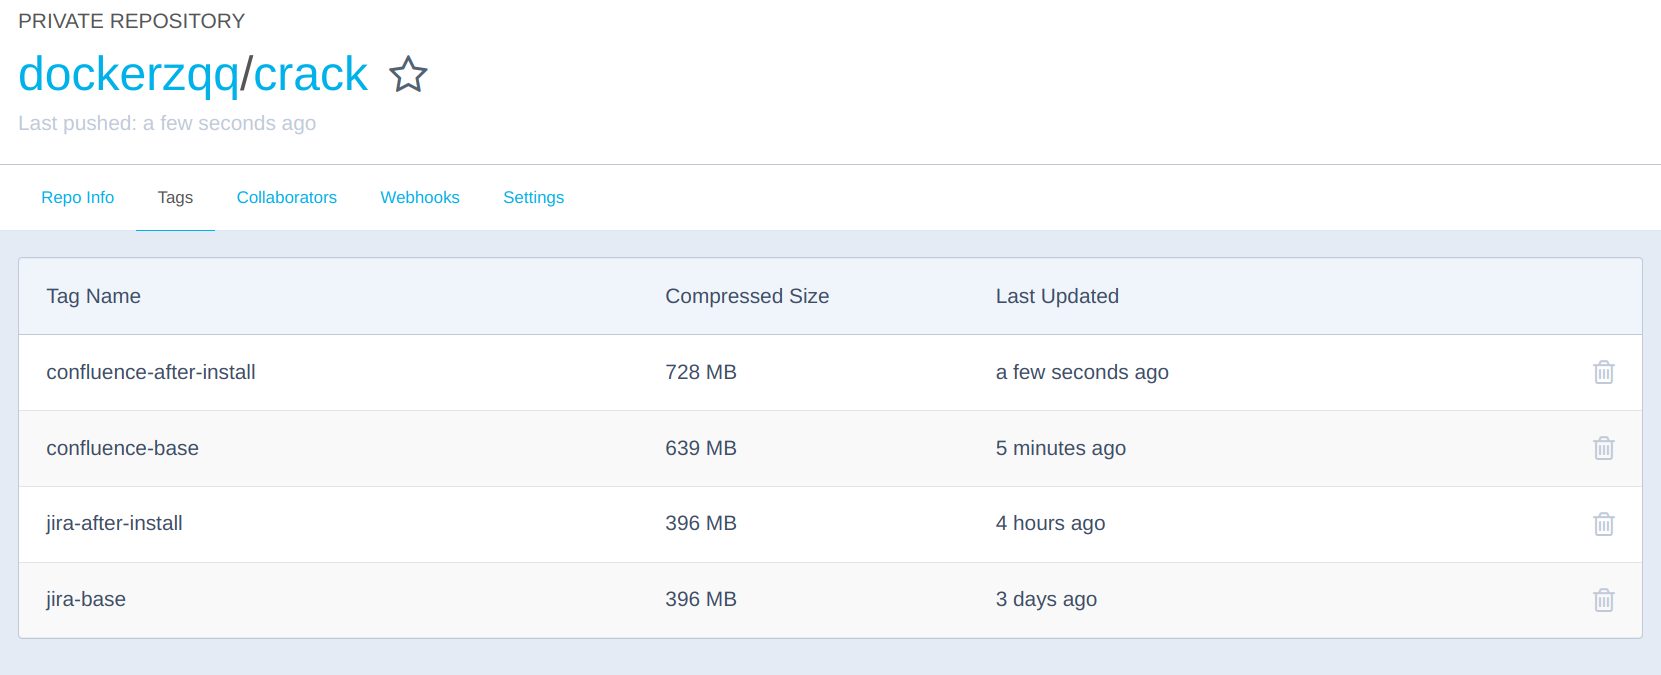 PRIVATE REPOSITORY
dockerzqq/crack
Last pushed: a few seconds ago
Repo Info Tags Collaborators Webhooks Settings
Tag Name Compressed Size Last Updated
confluence-after-install 728 MB a few seconds ago
confluence-base 639 MB 5 minutes ago
jira-after-install 396 MB 4 hours ago
jira-base 396 MB 3 days ago